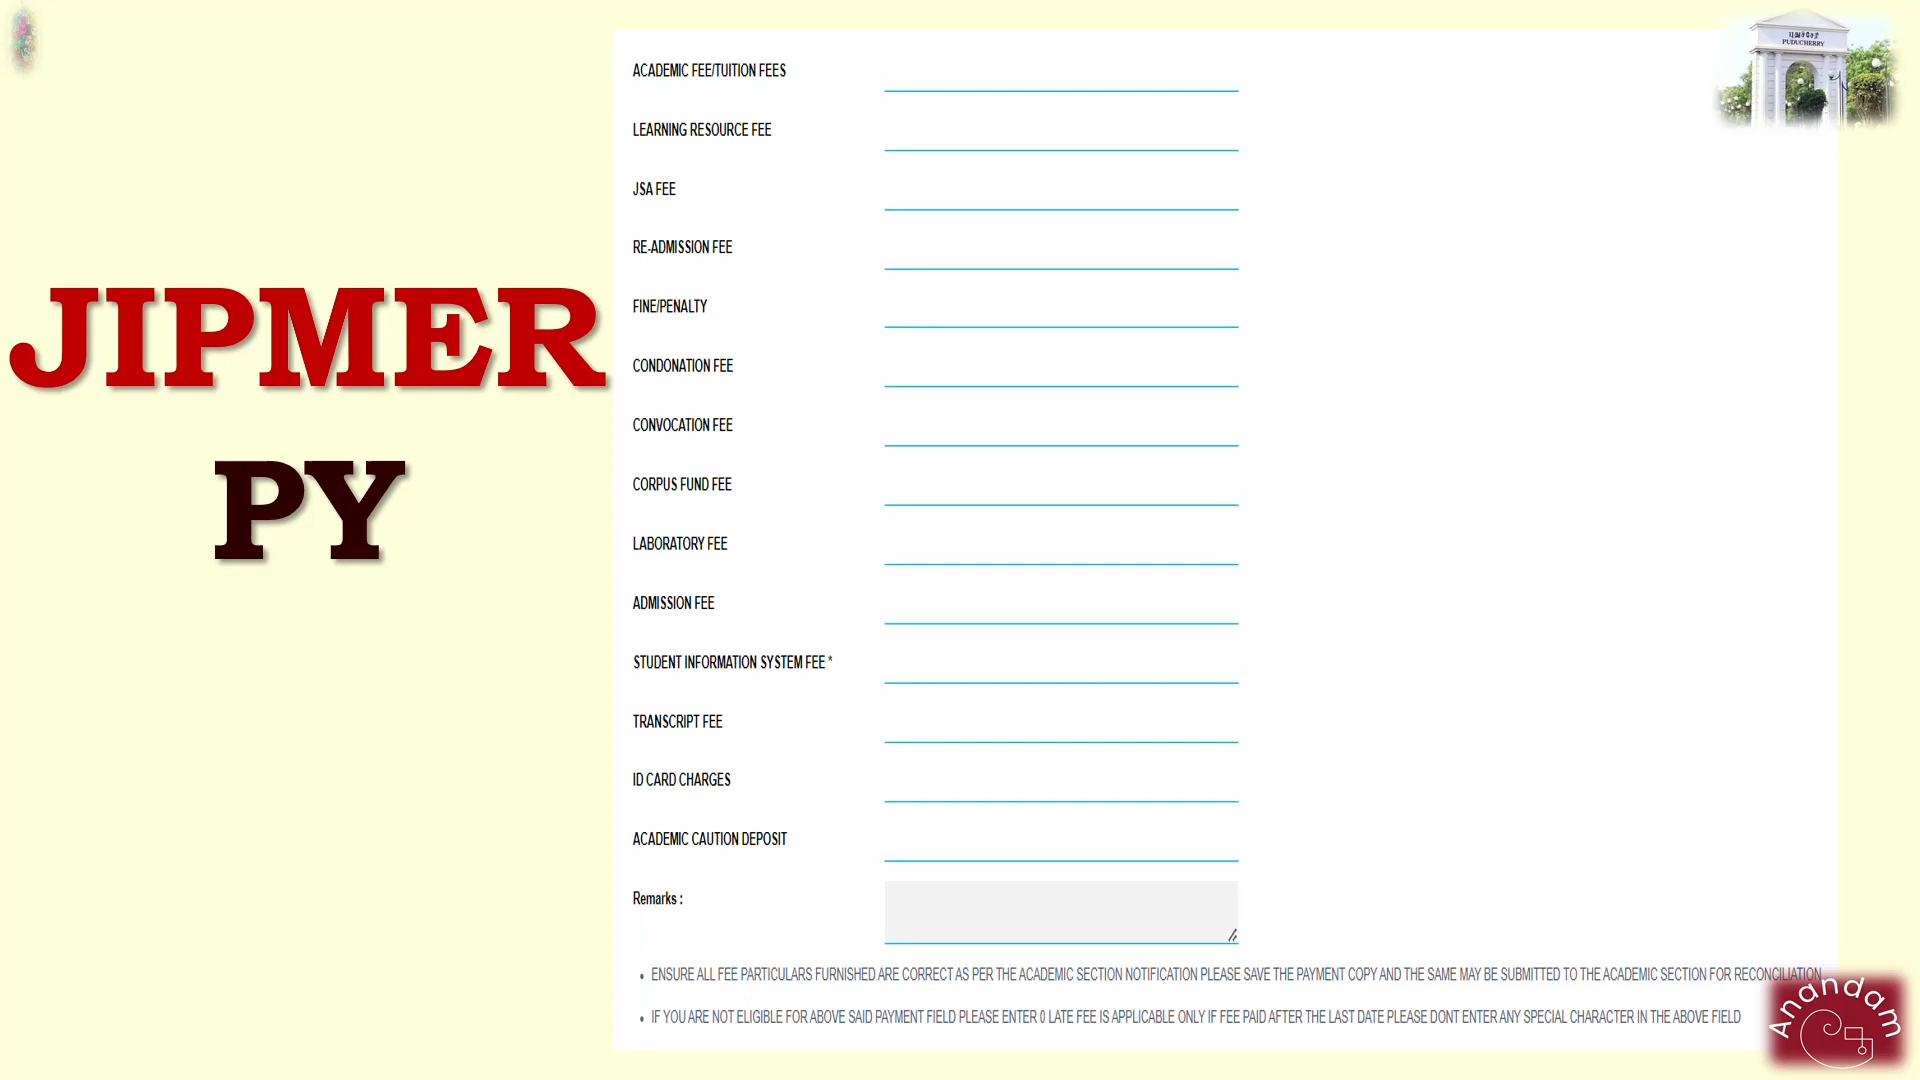 புதுச்சேரி
PUDUCHERRY
JIPMER
PY
ACADEMIC FEE/TUITION FEES
LEARNING RESOURCE FEE
JSA FEE
RE-ADMISSION FEE
FINE/PENALTY
CONDONATION FEE
CONVOCATION FEE
CORPUS FUND FEE
LABORATORY FEE
ADMISSION FEE
STUDENT INFORMATION SYSTEM FEE *
TRANSCRIPT FEE
ID CARD CHARGES
ACADEMIC CAUTION DEPOSIT
Remarks :
• ENSURE ALL FEE PARTICULARS FURNISHED ARE CORRECT AS PER THE ACADEMIC SECTION NOTIFICATION PLEASE SAVE THE PAYMENT COPY AND THE SAME MAY BE SUBMITTED TO THE ACADEMIC SECTION FOR RECONCILIATION
• IF YOU ARE NOT ELIGIBLE FOR ABOVE SAID PAYMENT FIELD PLEASE ENTER 0 LATE FEE IS APPLICABLE ONLY IF FEE PAID AFTER THE LAST DATE PLEASE DONT ENTER ANY SPECIAL CHARACTER IN THE ABOVE FIELD
Anandam